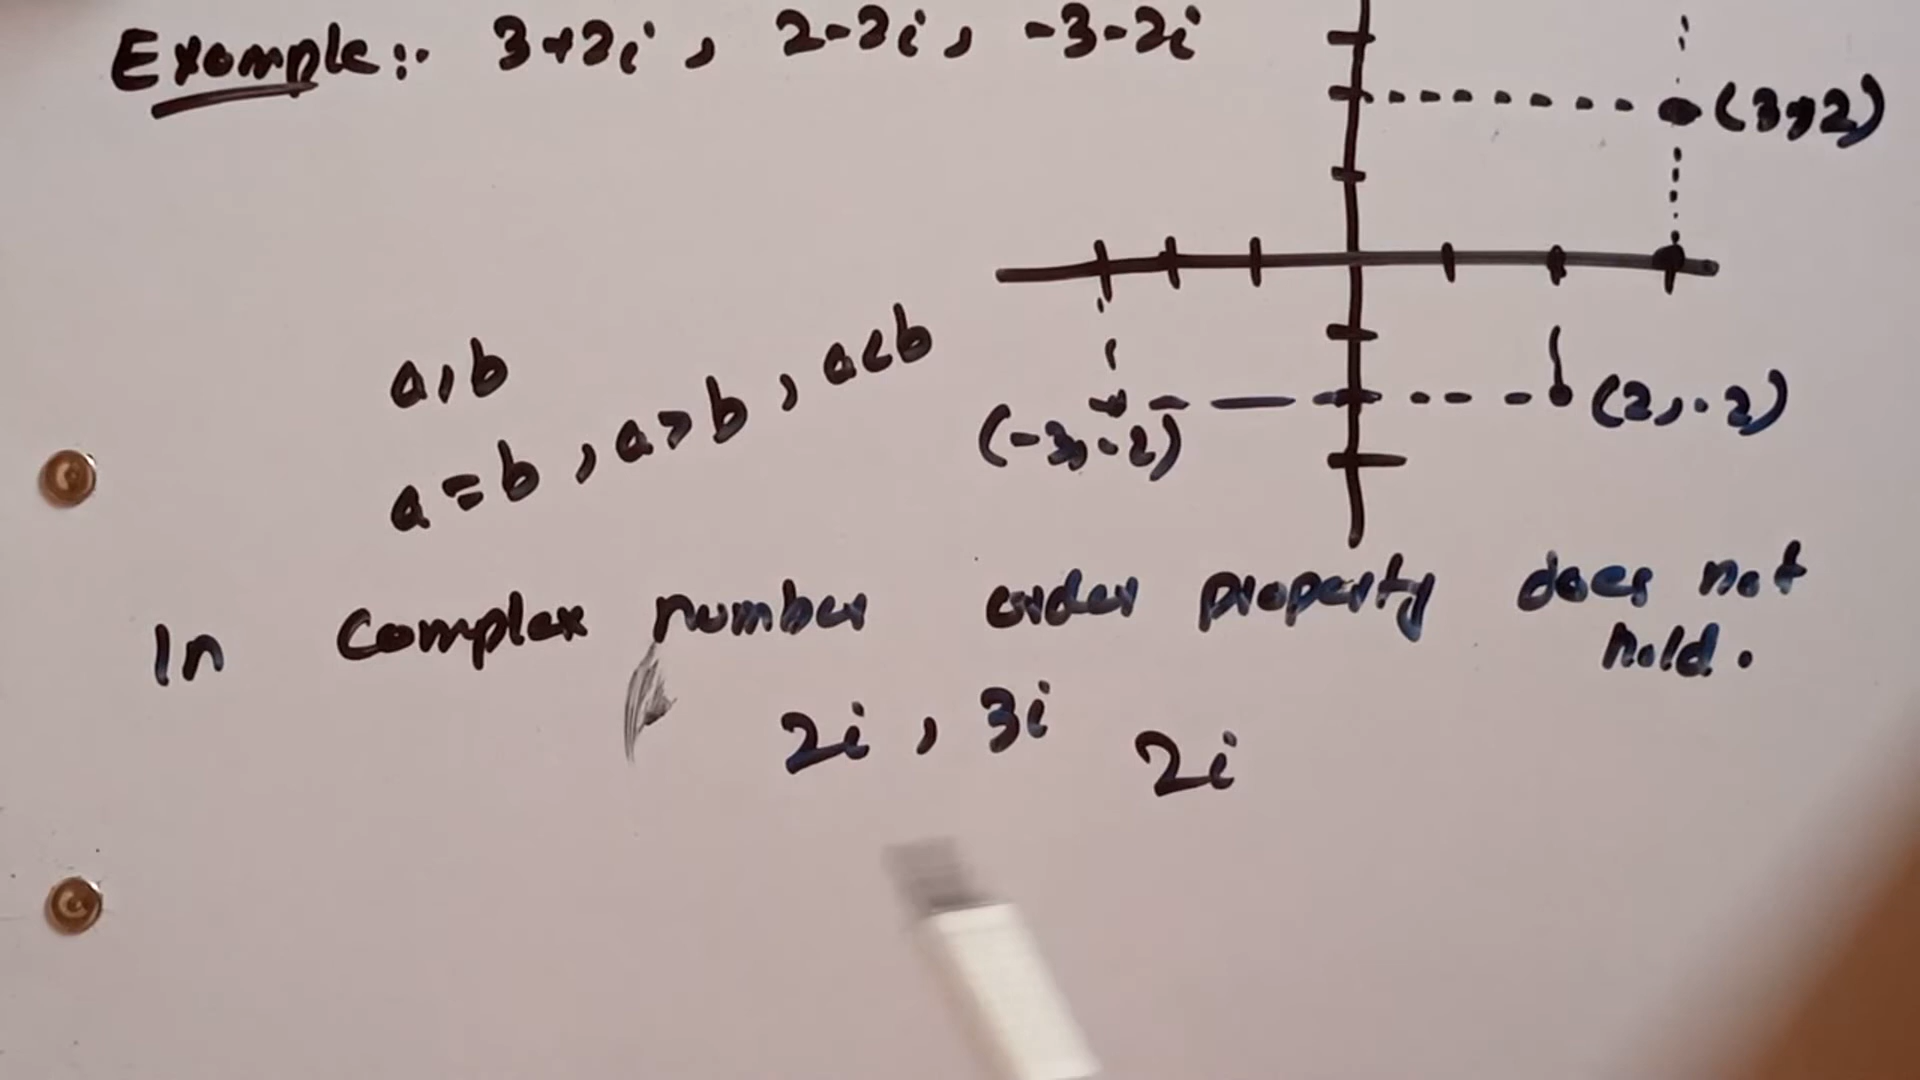 Example:- 3+2i , 2-2i , -3-2i
(3,2)
a,b
a=b , a>b , a<b
(-3,-2)
(2,-2)
In complex number order property does not
hold.
2i , 3i 2i